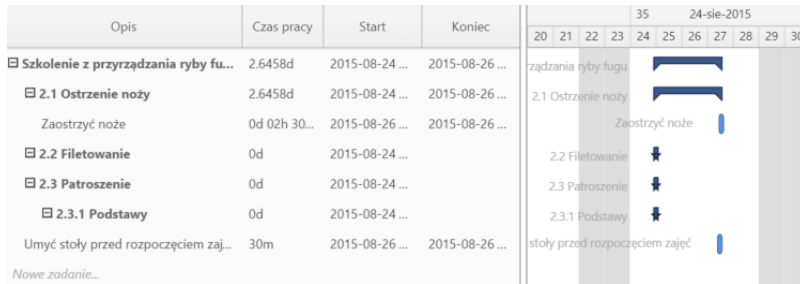 35 24-sie-2015
Opis Czas pracy Start Koniec
20 21 22 23 24 25 26 27 28 29 30
Szkolenie z przyrządzania ryby fu... 2.6458d 2015-08-24 ... 2015-08-26 ... rządzania ryby fugu
2.1 Ostrzenie noży 2.6458d 2015-08-24 ... 2015-08-26 ... 2.1 Ostrzenie noży
Zaostrzyć noże 0d 02h 30... 2015-08-26 ... 2015-08-26 ... Zaostrzyć noże
2.2 Filetowanie 0d 2015-08-24 ... 2.2 Filetowanie
2.3 Patroszenie 0d 2015-08-24 ... 2.3 Patroszenie
2.3.1 Podstawy 0d 2015-08-24 ... 2.3.1 Podstawy
Umyć stoły przed rozpoczęciem zaj... 30m 2015-08-26 ... 2015-08-26 ... stoły przed rozpoczęciem zajęć
Nowe zadanie...